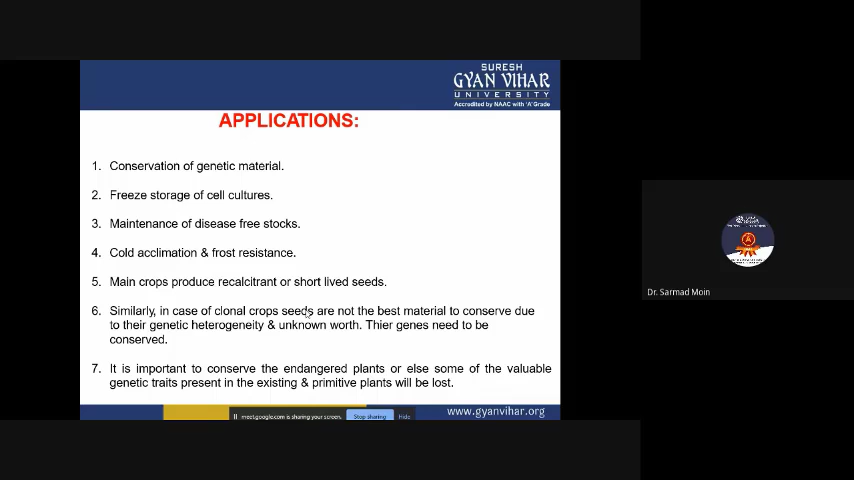 SURESH
GYAN VIHAR
UNIVERSITY
Accredited by NAAC with 'A' Grade
APPLICATIONS:
1. Conservation of genetic material.
2. Freeze storage of cell cultures.
3. Maintenance of disease free stocks.
4. Cold acclimation & frost resistance.
5. Main crops produce recalcitrant or short lived seeds.
6. Similarly, in case of clonal crops seeds are not the best material to conserve due
to their genetic heterogeneity & unknown worth. Thier genes need to be
conserved.
7. It is important to conserve the endangered plants or else some of the valuable
genetic traits present in the existing & primitive plants will be lost.
Dr. Sarmad Moin
meet.google.com is sharing your screen.
Stop sharing
Hide
www.gyanvihar.org